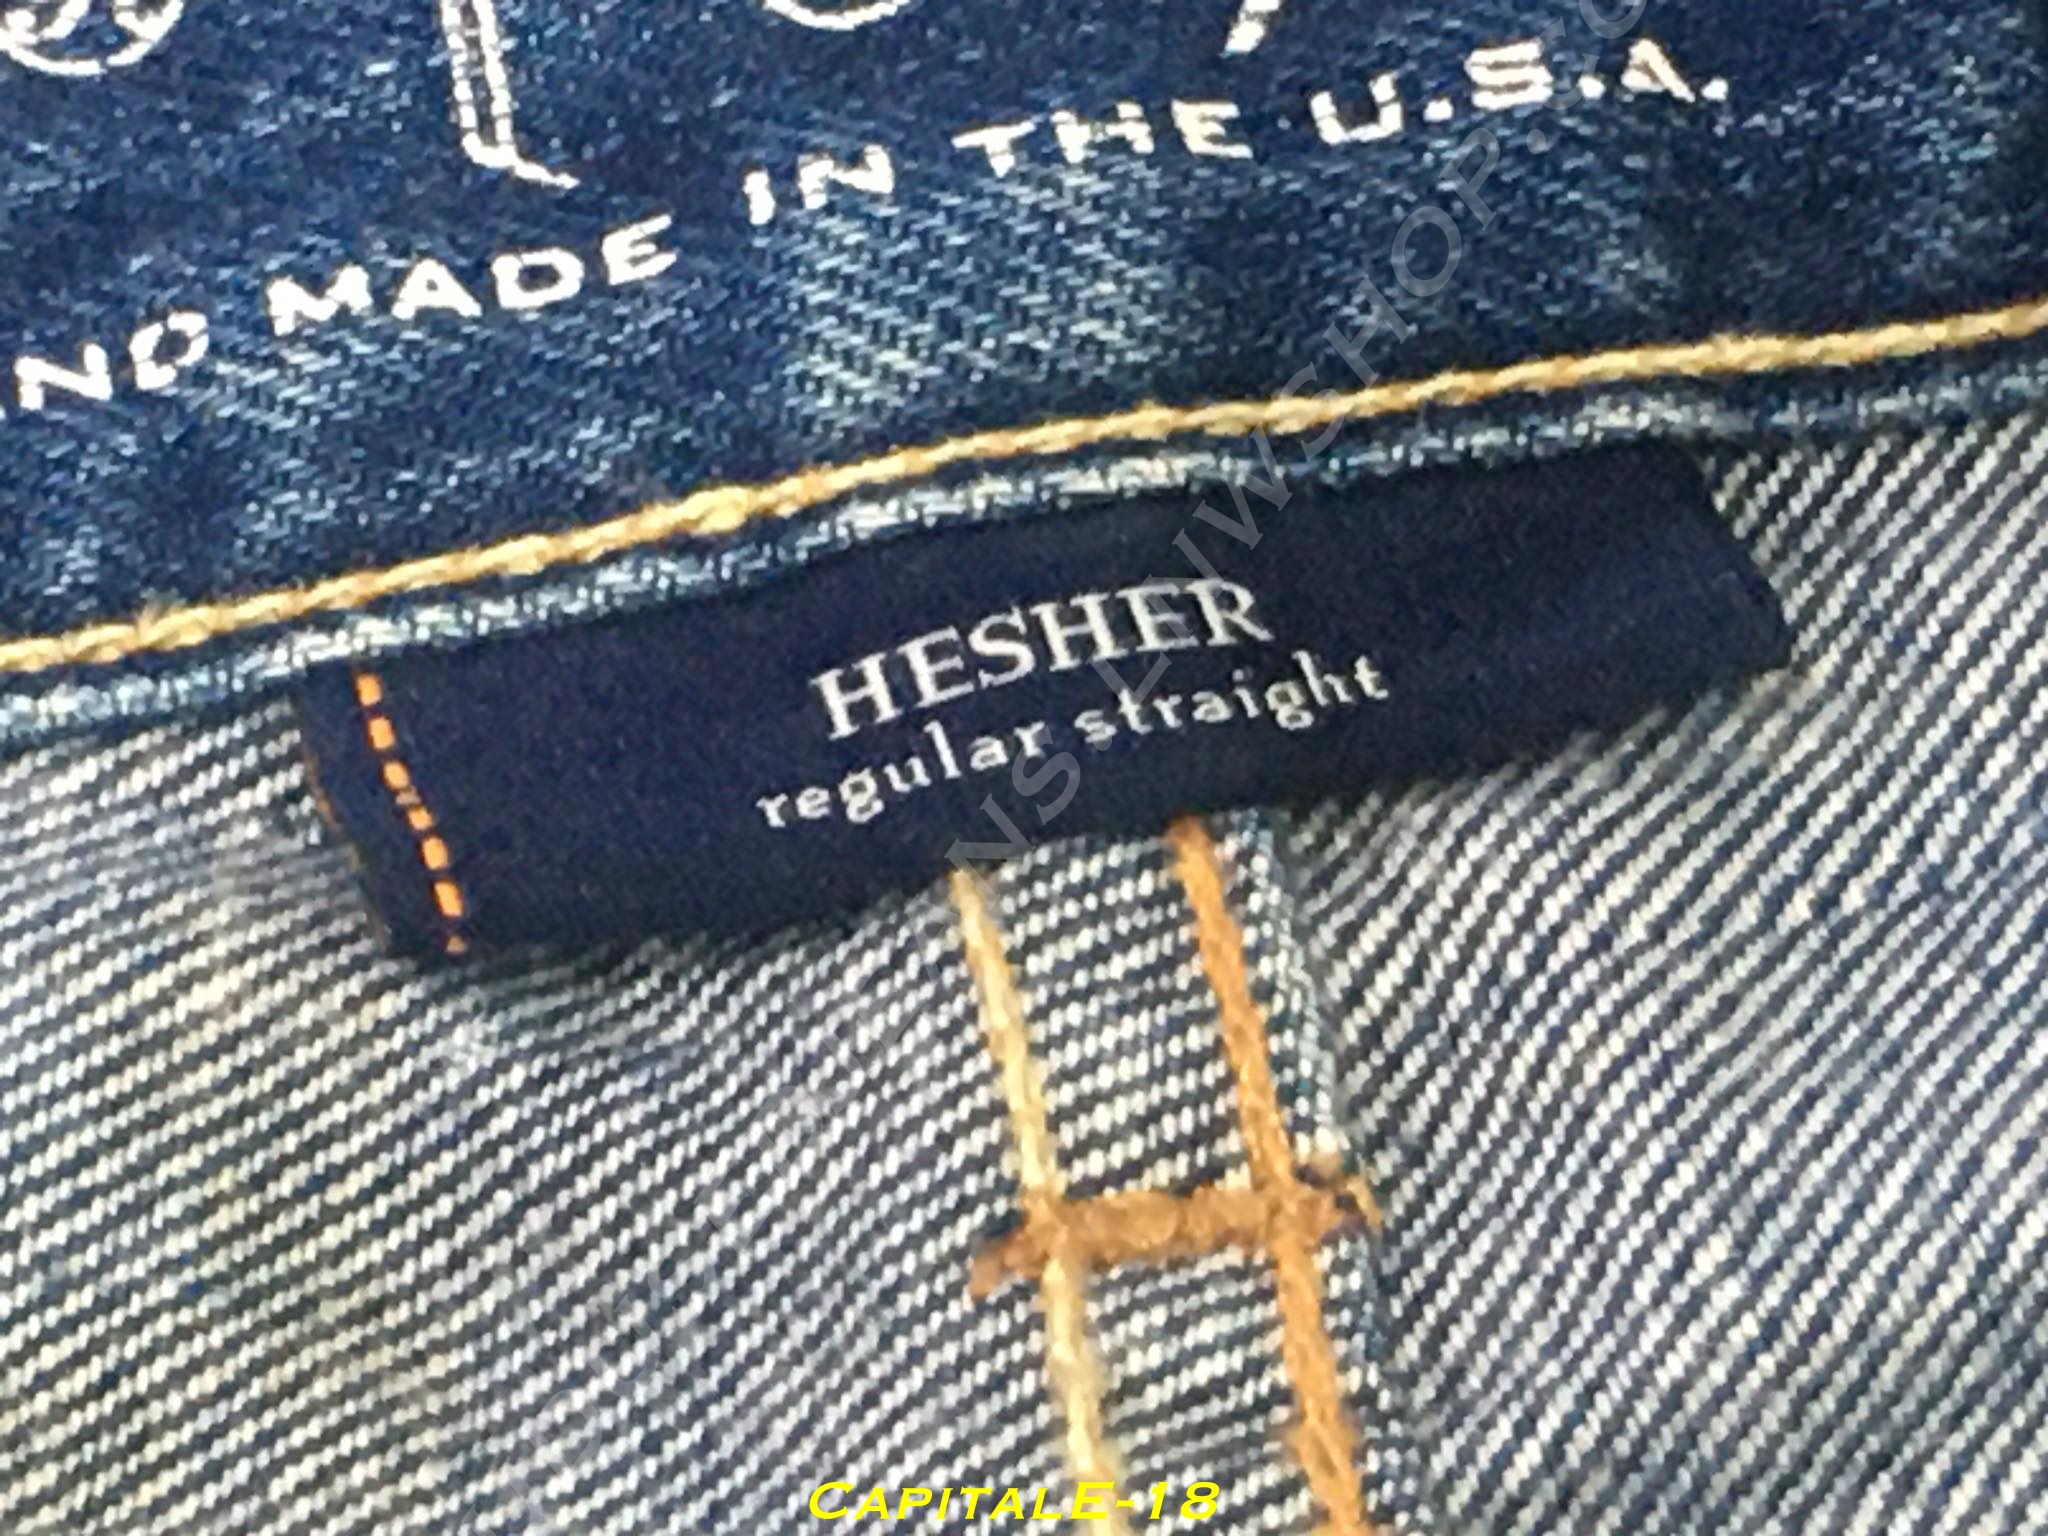 MADE IN THE U.S.A.
HESHER
regular straight
CAPITALE-18